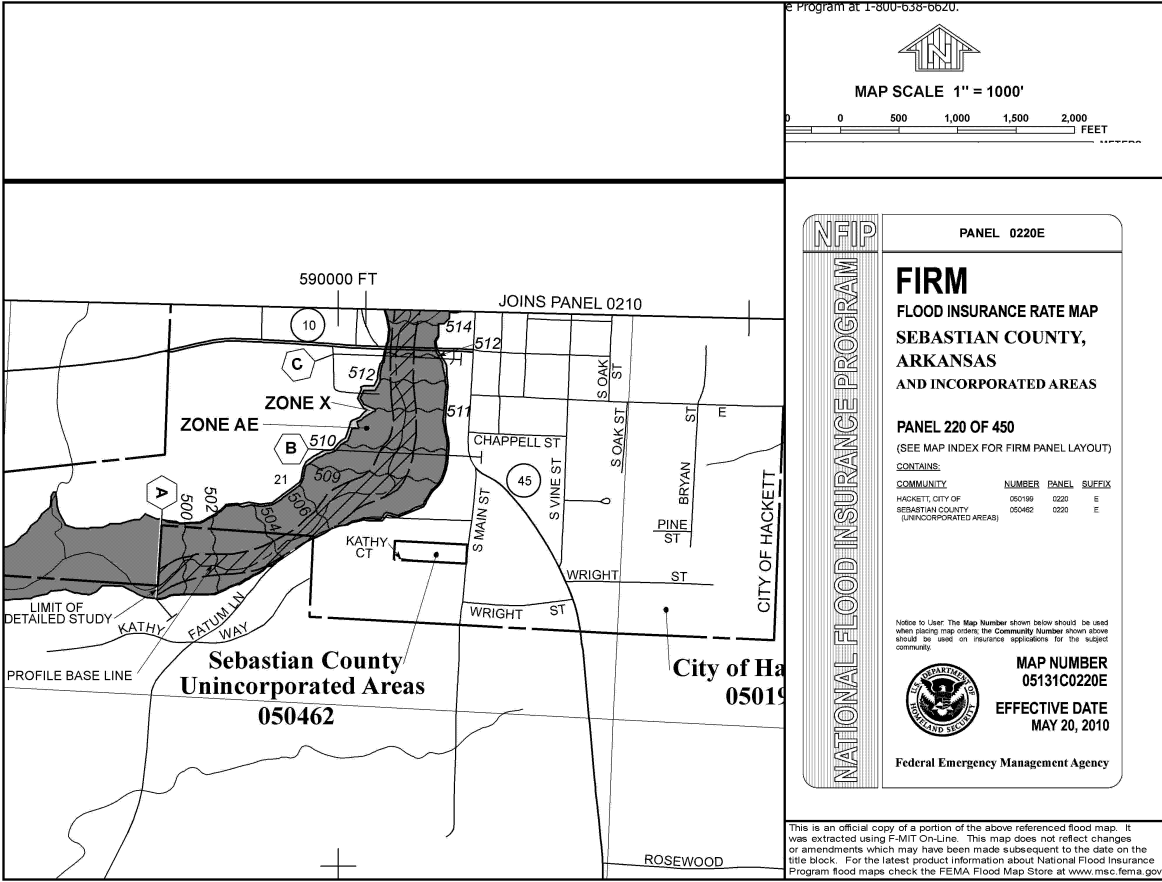 e Program at 1-800-638-6620.
N
MAP SCALE 1" = 1000'
0 0 500 1,000 1,500 2,000
FEET
METERS
590000 FT
JOINS PANEL 0210
10
514
512
C
512
S OAK ST
ZONE X
511
ST E
ZONE AE
B
510
CHAPPELL ST
S OAK ST
21
509
45
A
500
502
504
506
S MAIN ST
S VINE ST
BRYAN
CITY OF HACKETT
PINE ST
KATHY CT
WRIGHT ST
WRIGHT ST
LIMIT OF
DETAILED STUDY
KATHY WAY
FATUM LN
PROFILE BASE LINE
Sebastian County
Unincorporated Areas
050462
City of Ha
05019
ROSEWOOD
NFIP
NATIONAL FLOOD INSURANCE PROGRAM
PANEL 0220E
FIRM
FLOOD INSURANCE RATE MAP
SEBASTIAN COUNTY,
ARKANSAS
AND INCORPORATED AREAS
PANEL 220 OF 450
(SEE MAP INDEX FOR FIRM PANEL LAYOUT)
CONTAINS:
COMMUNITY NUMBER PANEL SUFFIX
HACKETT, CITY OF 050199 0220 E
SEBASTIAN COUNTY 050462 0220 E
(UNINCORPORATED AREAS)
Notice to User: The Map Number shown below should be used
when placing map orders; the Community Number shown above
should be used on insurance applications for the subject
community.
U.S. DEPARTMENT OF HOMELAND SECURITY
MAP NUMBER
05131C0220E
EFFECTIVE DATE
MAY 20, 2010
Federal Emergency Management Agency
This is an official copy of a portion of the above referenced flood map. It
was extracted using F-MIT On-Line. This map does not reflect changes
or amendments which may have been made subsequent to the date on the
title block. For the latest product information about National Flood Insurance
Program flood maps check the FEMA Flood Map Store at www.msc.fema.gov